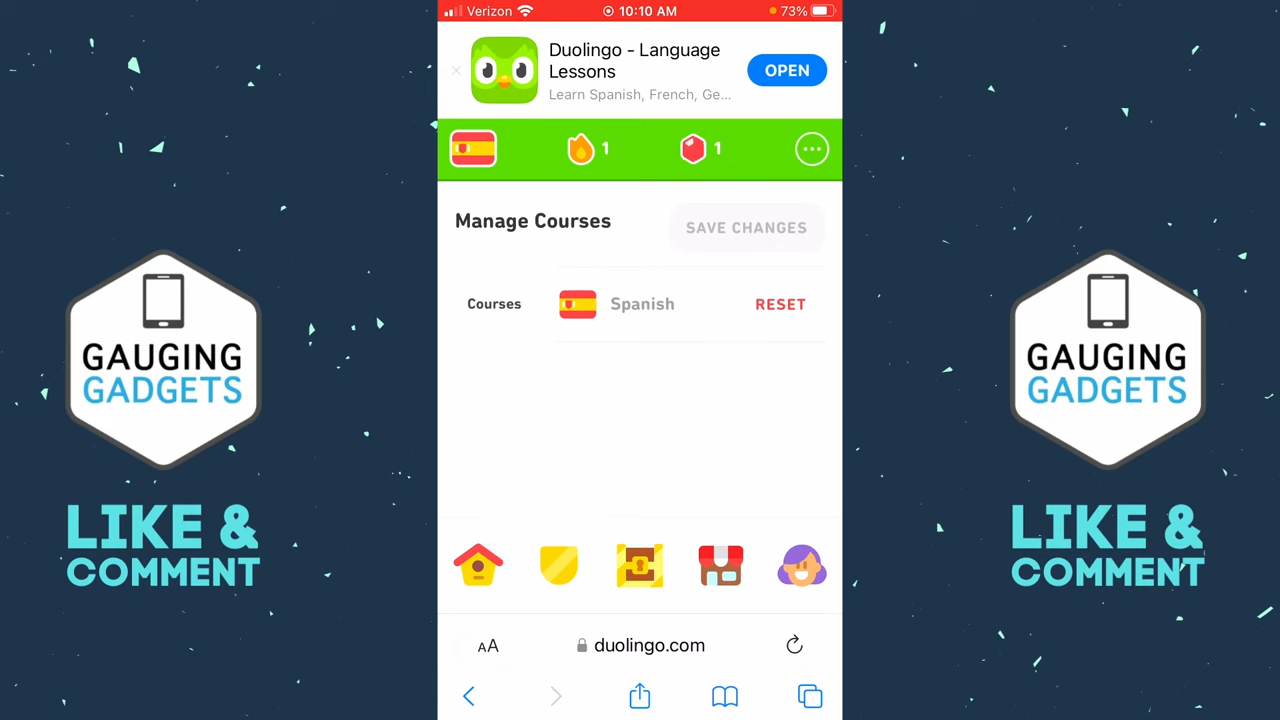 Verizon
10:10 AM
73%
Duolingo - Language
Lessons
Learn Spanish, French, Ge...
OPEN
1
1
Manage Courses
SAVE CHANGES
Courses
Spanish
RESET
AA
duolingo.com
GAUGING
GADGETS
LIKE &
COMMENT
GAUGING
GADGETS
LIKE &
COMMENT